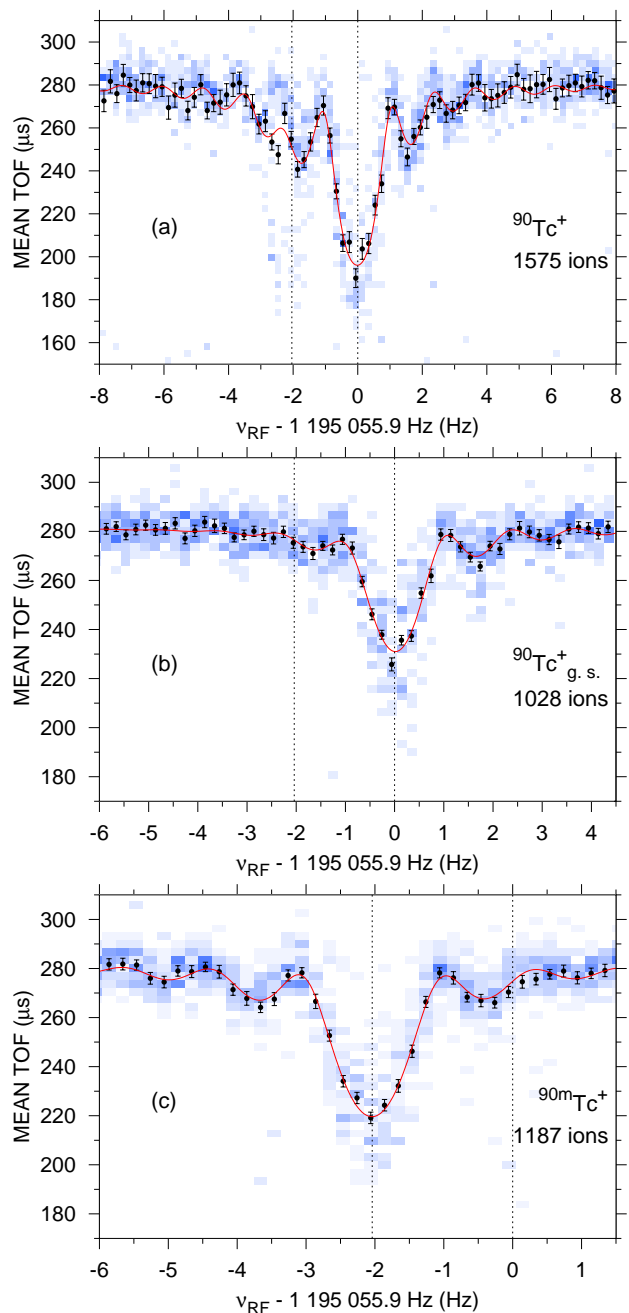 300
280
260
240
220
200
180
160
MEAN TOF (μs)
(a)
⁹⁰Tc⁺
1575 ions
-8 -6 -4 -2 0 2 4 6 8
νRF - 1 195 055.9 Hz (Hz)
300
280
260
240
220
200
180
MEAN TOF (μs)
(b)
⁹⁰Tc⁺g. s.
1028 ions
-6 -5 -4 -3 -2 -1 0 1 2 3 4
νRF - 1 195 055.9 Hz (Hz)
300
280
260
240
220
200
180
MEAN TOF (μs)
(c)
⁹⁰ᵐTc⁺
1187 ions
-6 -5 -4 -3 -2 -1 0 1
νRF - 1 195 055.9 Hz (Hz)